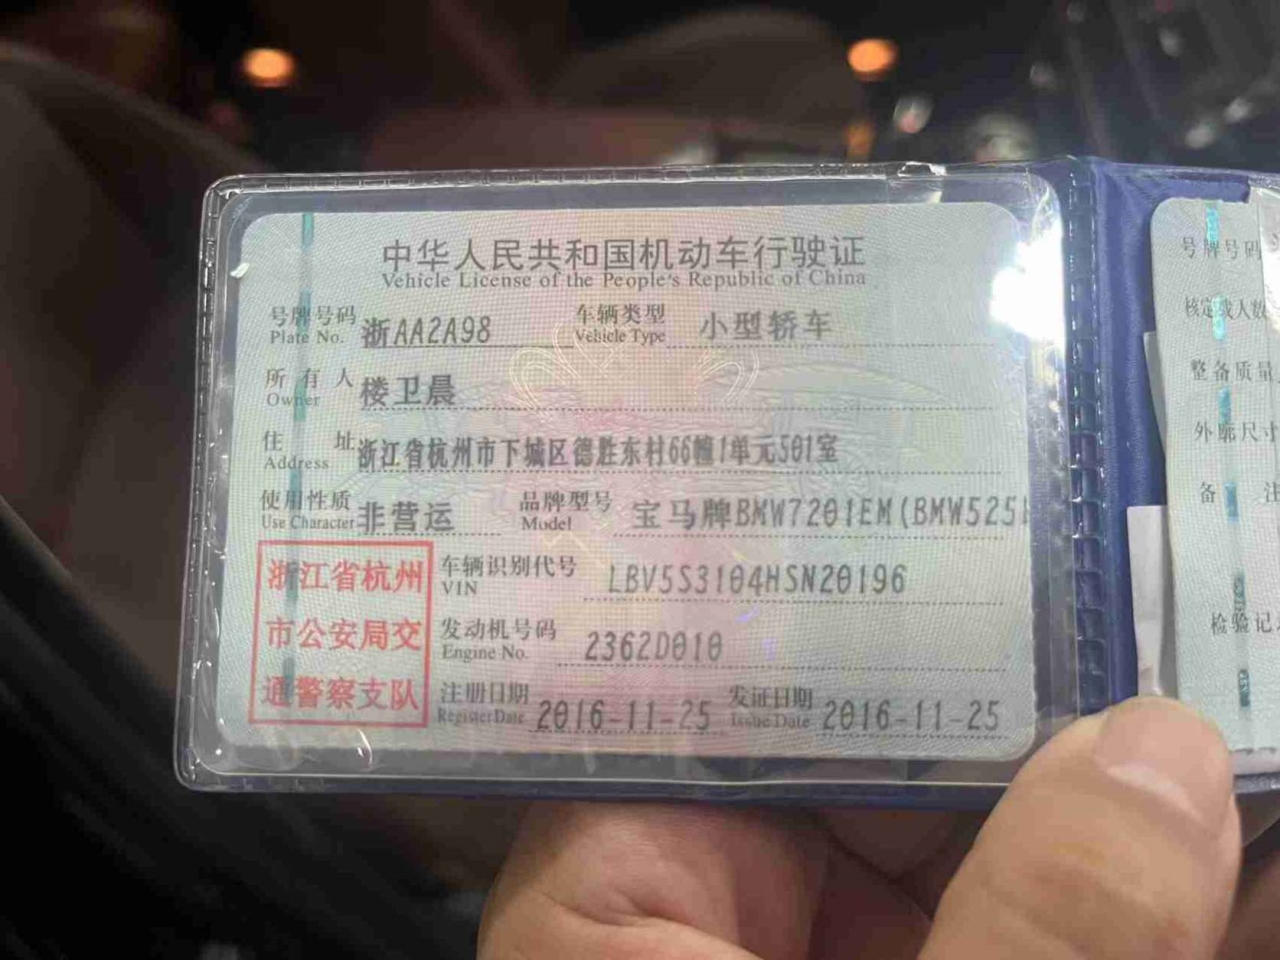 中华人民共和国机动车行驶证
Vehicle License of the People's Republic of China
号牌号码 浙AA2A98 车辆类型 小型轿车
Plate No. Vehicle Type
所有人 楼卫晨
Owner
住址 浙江省杭州市下城区德胜东村66幢1单元501室
Address
使用性质 非营运 品牌型号 宝马牌BMW7201EM(BMW525
Use Character Model
浙江省杭州
市公安局交
通警察支队
车辆识别代号 LBV5S3104HSN20196
VIN
发动机号码 2362D010
Engine No.
注册日期 2016-11-25 发证日期 2016-11-25
Register Date Issue Date
号牌号码
核定载人数
整备质量
外廓尺寸
备注
检验记